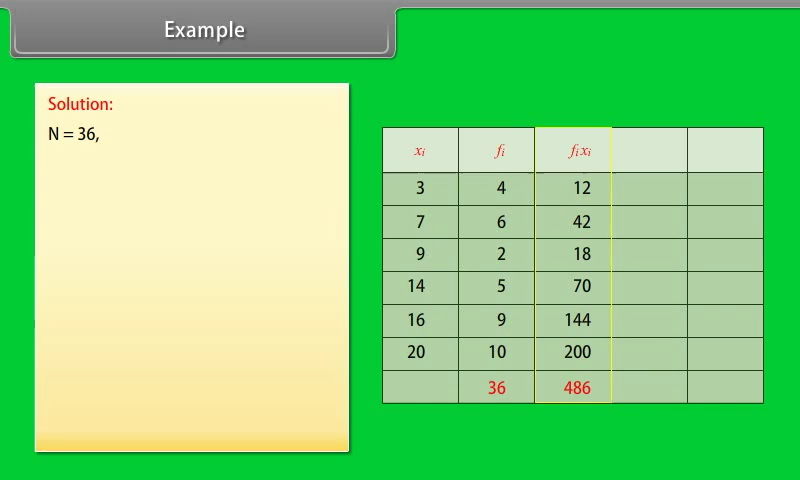 Example
Solution:
N = 36,
xᵢ fᵢ fᵢxᵢ
3 4 12
7 6 42
9 2 18
14 5 70
16 9 144
20 10 200
36 486